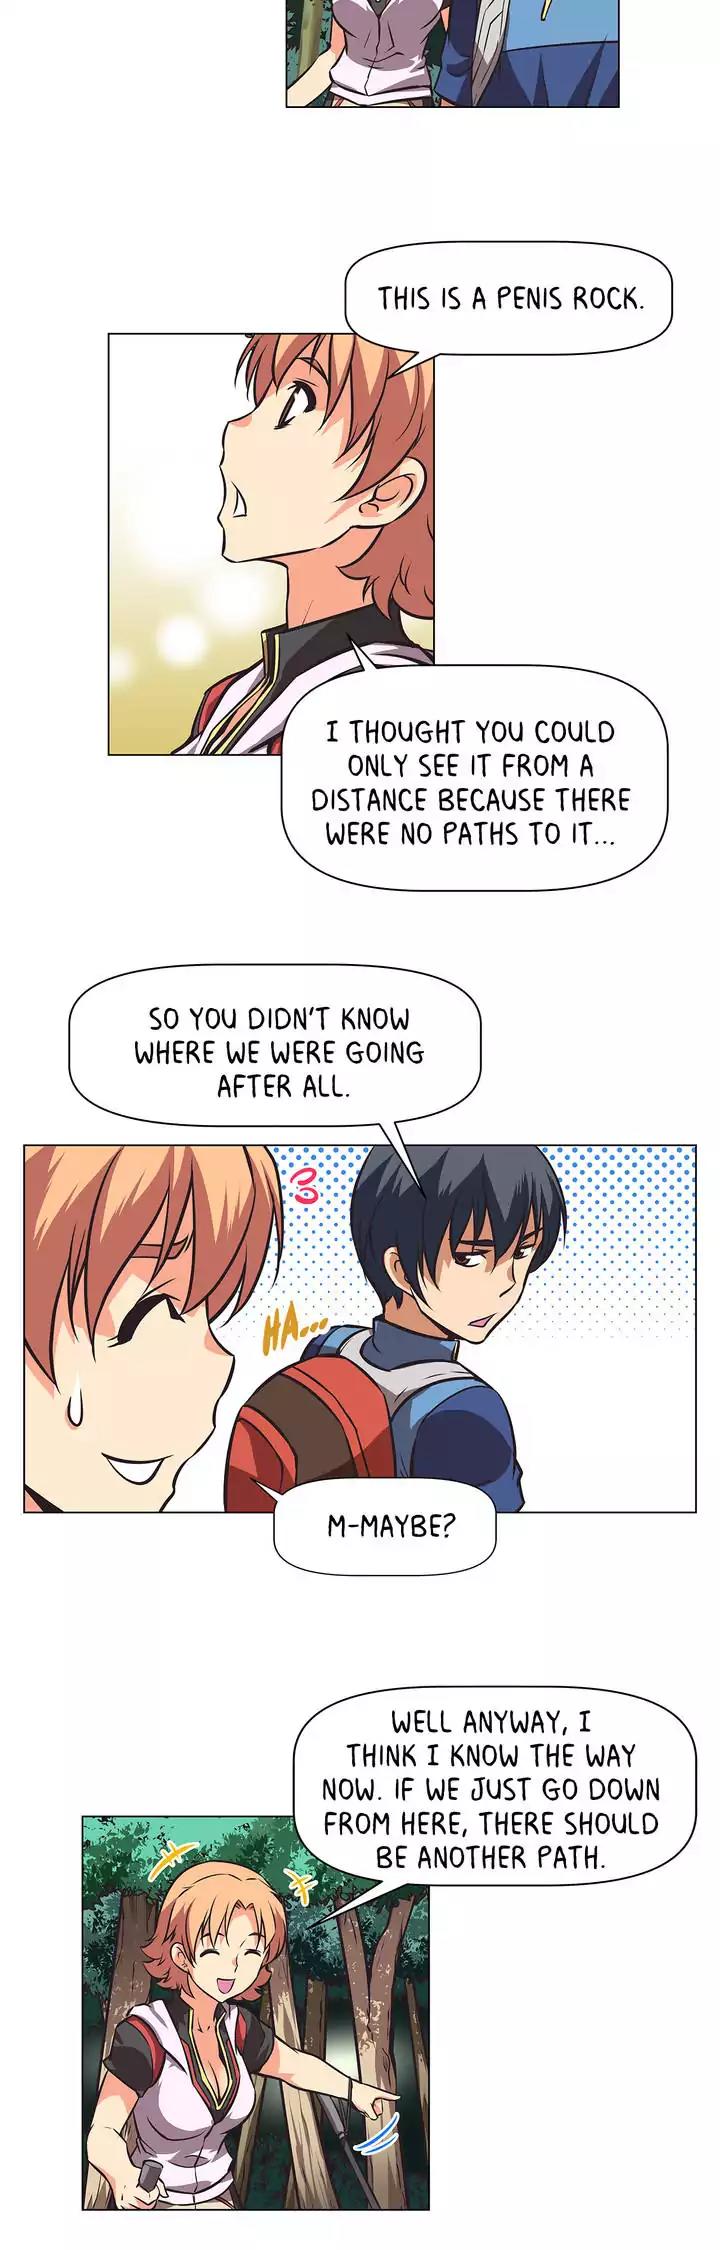 THIS IS A PENIS ROCK.
I THOUGHT YOU COULD
ONLY SEE IT FROM A
DISTANCE BECAUSE THERE
WERE NO PATHS TO IT...
SO YOU DIDN'T KNOW
WHERE WE WERE GOING
AFTER ALL.
HA...
M-MAYBE?
WELL ANYWAY, I
THINK I KNOW THE WAY
NOW. IF WE JUST GO DOWN
FROM HERE, THERE SHOULD
BE ANOTHER PATH.